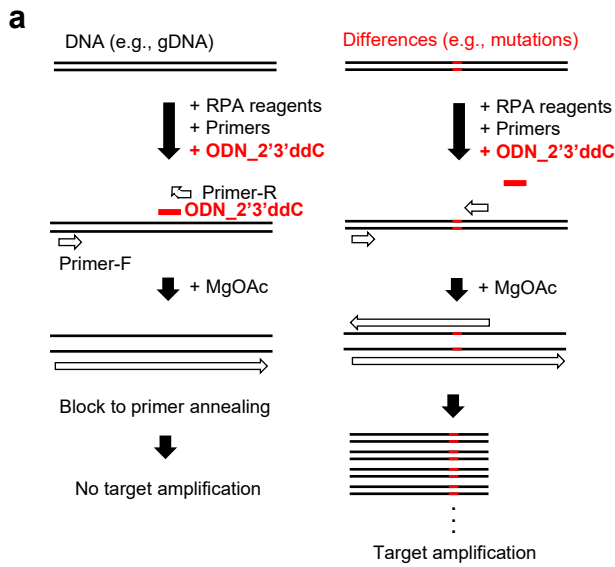 a
DNA (e.g., gDNA)
+ RPA reagents
+ Primers
+ ODN_2'3'ddC
Primer-R
ODN_2'3'ddC
Primer-F
+ MgOAc
Block to primer annealing
No target amplification
Differences (e.g., mutations)
+ RPA reagents
+ Primers
+ ODN_2'3'ddC
+ MgOAc
Target amplification